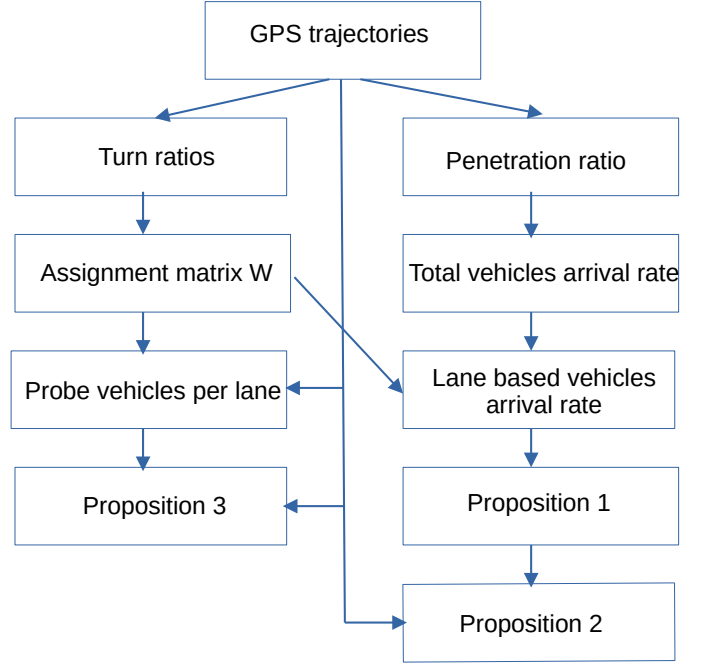 GPS trajectories
Turn ratios
Penetration ratio
Assignment matrix W
Total vehicles arrival rate
Probe vehicles per lane
Lane based vehicles
arrival rate
Proposition 3
Proposition 1
Proposition 2